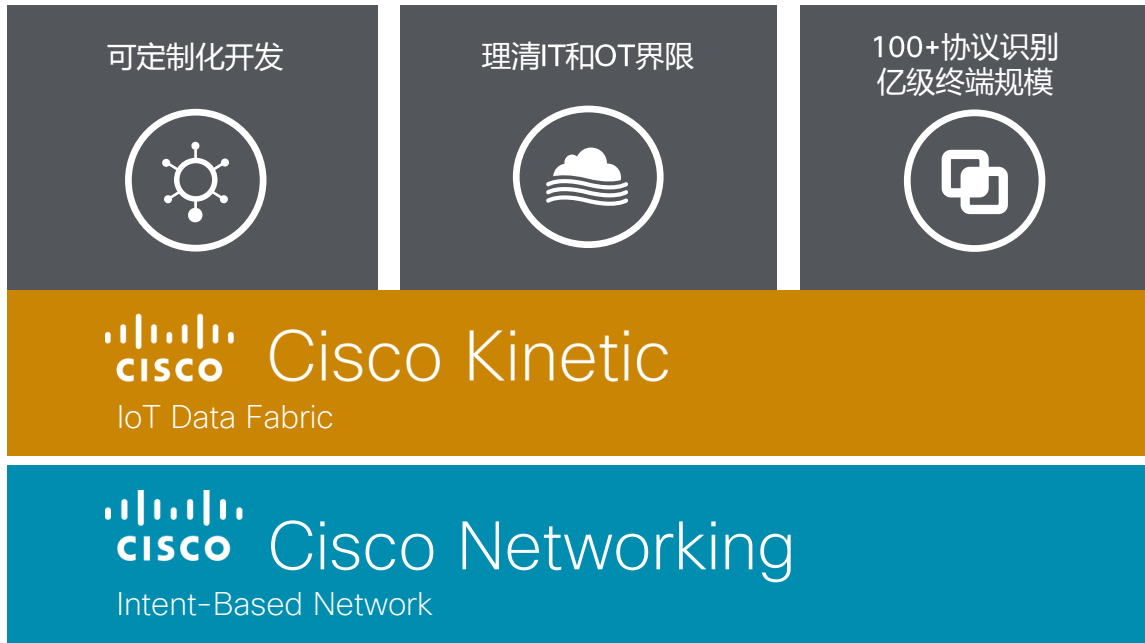 可定制化开发
理清IT和OT界限
100+协议识别
亿级终端规模
CISCO
Cisco Kinetic
IoT Data Fabric
CISCO
Cisco Networking
Intent-Based Network